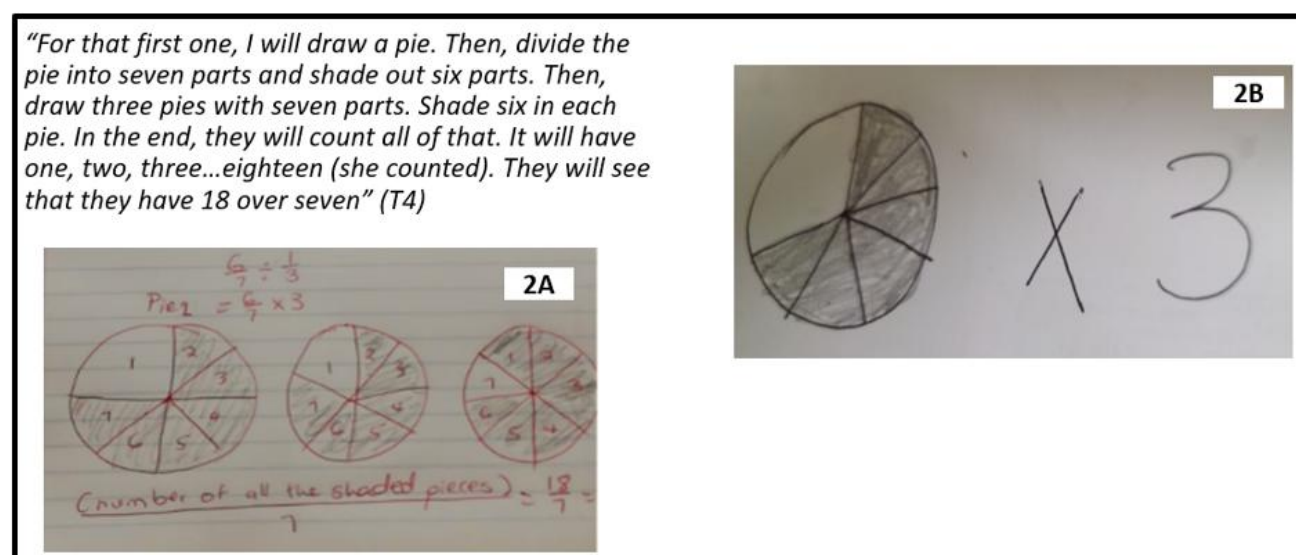 “For that first one, I will draw a pie. Then, divide the
pie into seven parts and shade out six parts. Then,
draw three pies with seven parts. Shade six in each
pie. In the end, they will count all of that. It will have
one, two, three…eighteen (she counted). They will see
that they have 18 over seven” (T4)
2B
x 3
2A
6/7 ÷ 1/3
= 6/7 x 3
1 2 3 4 5 6 7
1 2 3 4 5 6 7
1 2 3 4 5 6 7
(number of all the shaded pieces) = 18/7 =
7